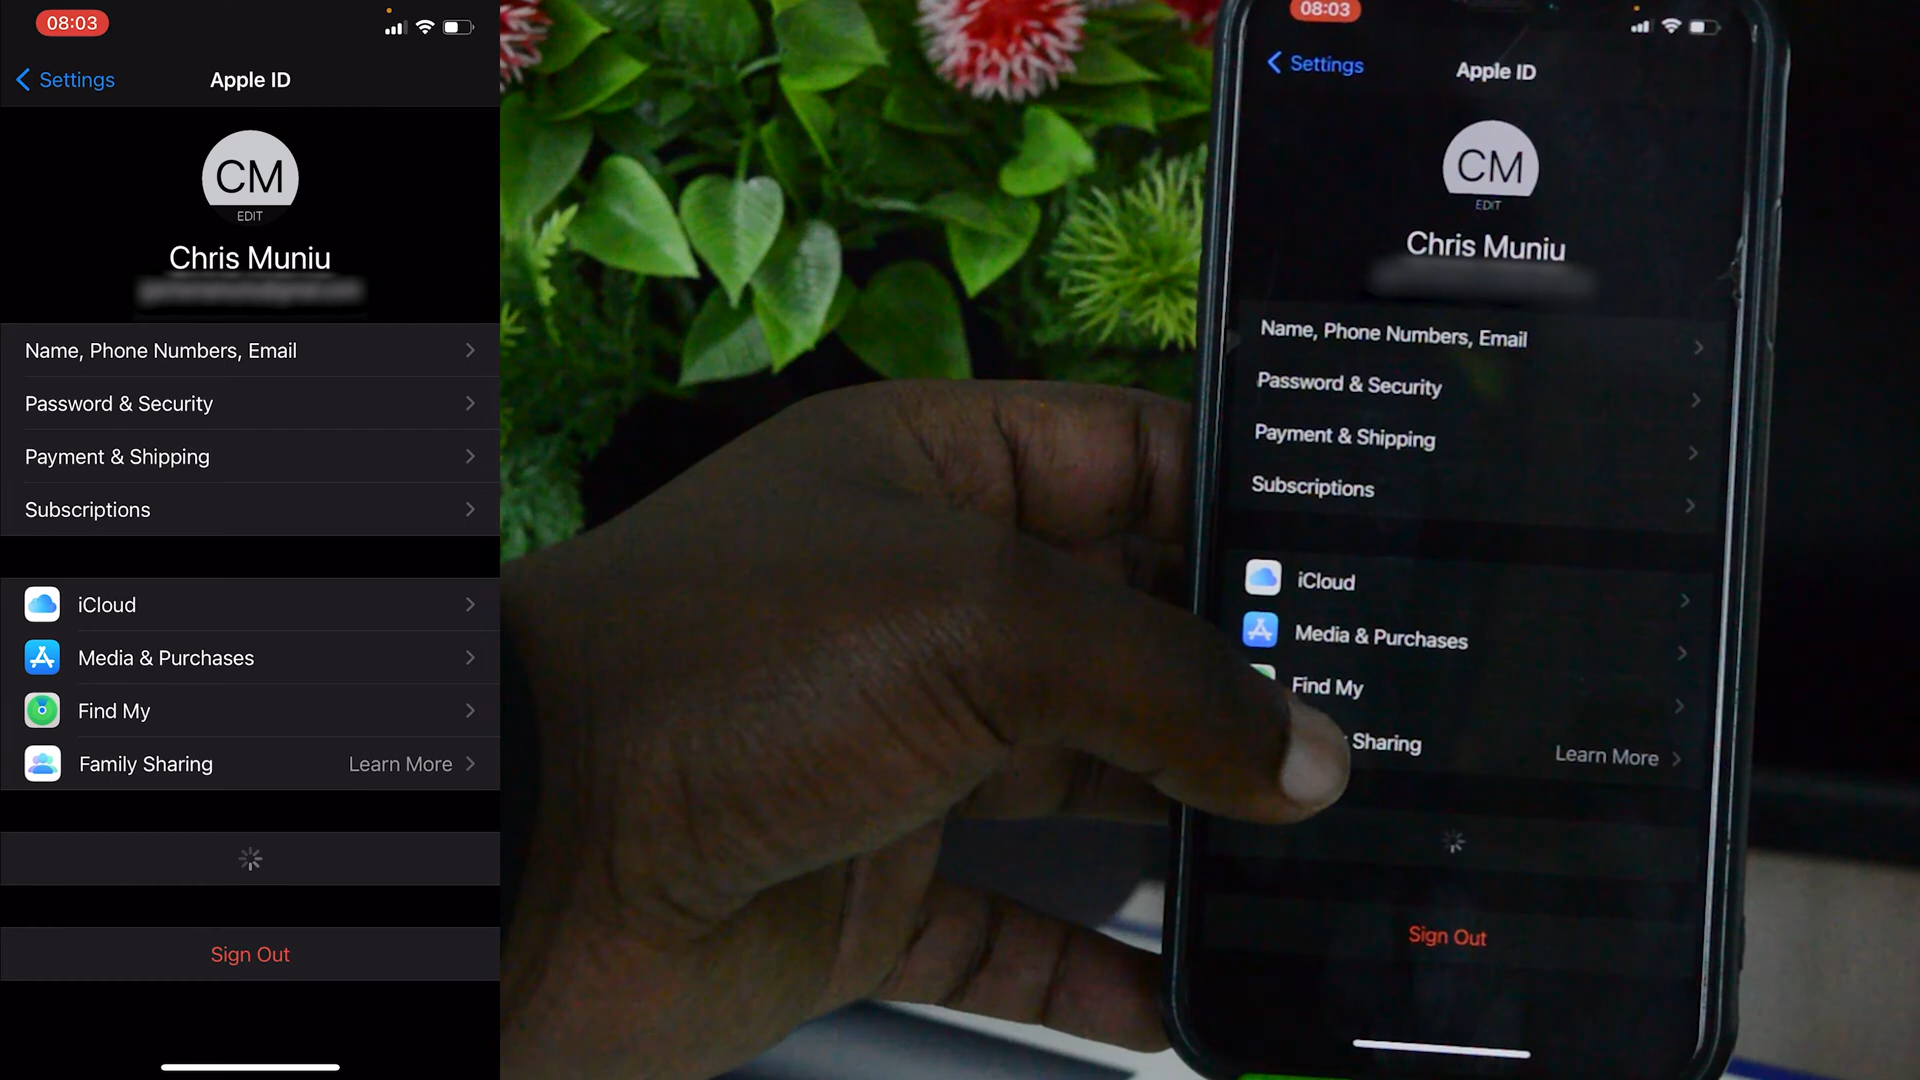 08:03
Settings
Apple ID
CM
EDIT
Chris Muniu
Name, Phone Numbers, Email
Password & Security
Payment & Shipping
Subscriptions
iCloud
Media & Purchases
Find My
Family Sharing
Learn More
Sign Out
08:03
Settings
Apple ID
CM
EDIT
Chris Muniu
Name, Phone Numbers, Email
Password & Security
Payment & Shipping
Subscriptions
iCloud
Media & Purchases
Find My
Sharing
Learn More
Sign Out